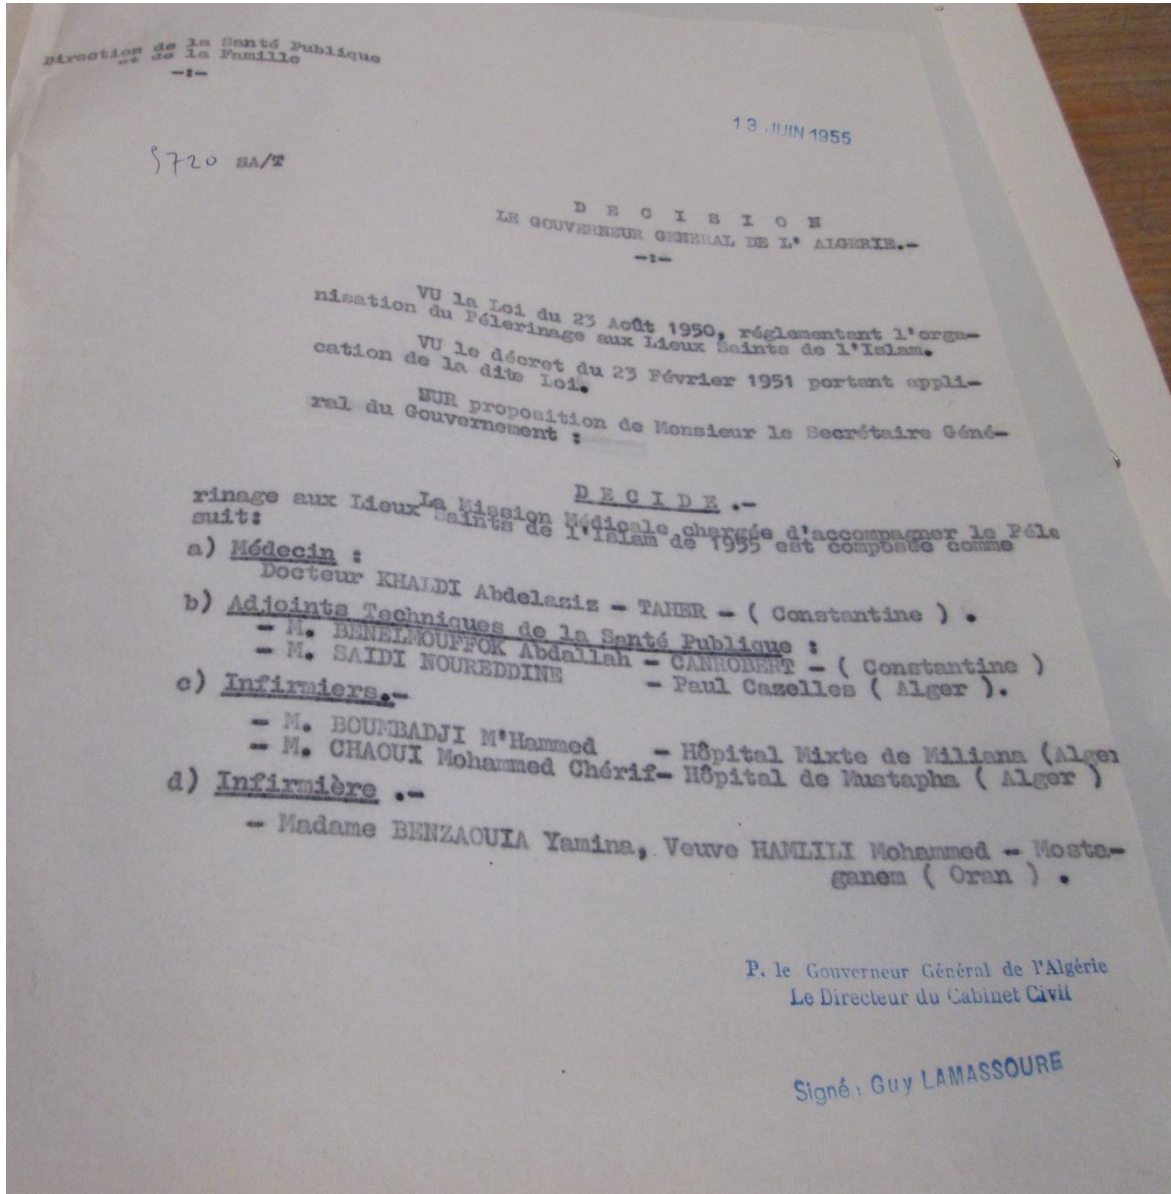 Direction de la Santé Publique
et de la Famille
-:-
13 JUIN 1955
5720 SA/T
D E C I S I O N
LE GOUVERNEUR GENERAL DE L' ALGERIE.-
-:-
VU la Loi du 23 Août 1950, réglementant l'orga-
nisation du Pélerinage aux Lieux Saints de l'Islam.
VU le décret du 23 Février 1951 portant appli-
cation de la dite Loi.
SUR proposition de Monsieur le Secrétaire Géné-
ral du Gouvernement :
D E C I D E .-
La Mission Médicale chargée d'accompagner le Péle
rinage aux Lieux Saints de l'Islam de 1955 est composée comme
suit:
a) Médecin :
Docteur KHALDI Abdelaziz - TAHER - ( Constantine ) .
b) Adjoints Techniques de la Santé Publique :
- M. BENELMOUFFOK Abdallah - CANROBERT - ( Constantine )
- M. SAIDI NOUREDDINE - Paul Cazelles ( Alger ).
c) Infirmiers.-
- M. BOUMBADJI M'Hammed - Hôpital Mixte de Miliana (Alger
- M. CHAOUI Mohammed Chérif- Hôpital de Mustapha ( Alger )
d) Infirmière .-
- Madame BENZAOUIA Yamina, Veuve HAMLILI Mohammed - Mosta-
ganem ( Oran ) .
P. le Gouverneur Général de l'Algérie
Le Directeur du Cabinet Civil
Signé : Guy LAMASSOURE